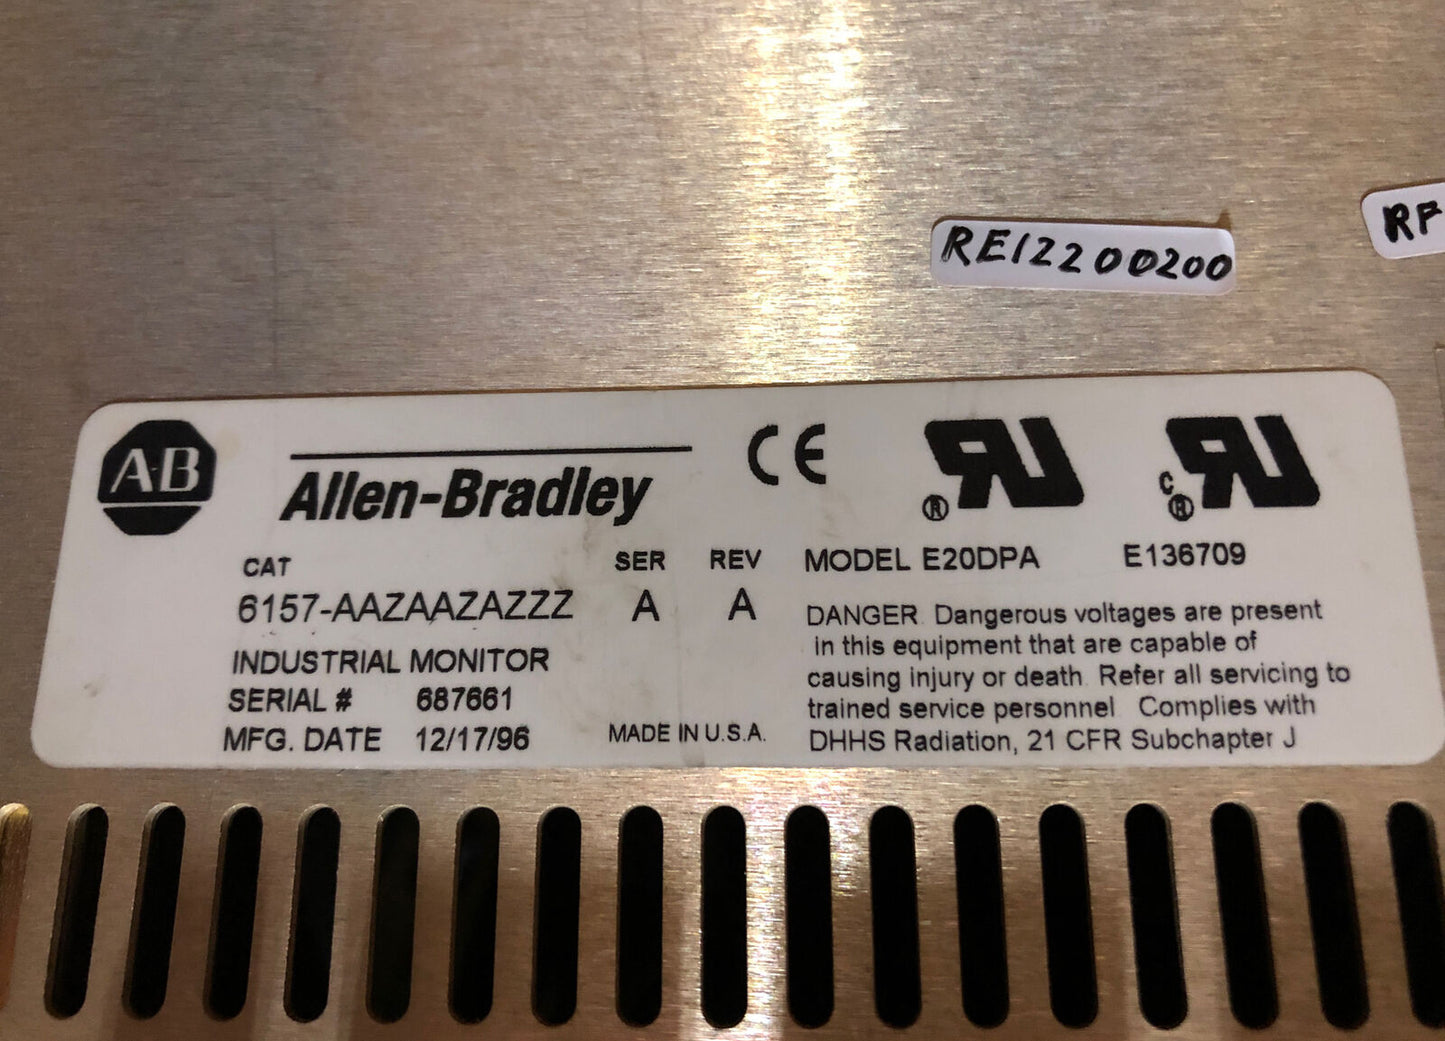 RE12200200
RF
A-B
Allen-Bradley
CE
CAT SER REV MODEL E20DPA E136709
6157-AAZAAZAZZZ A A
DANGER Dangerous voltages are present
in this equipment that are capable of
causing injury or death Refer all servicing to
trained service personnel Complies with
DHHS Radiation, 21 CFR Subchapter J
INDUSTRIAL MONITOR
SERIAL # 687661
MFG. DATE 12/17/96 MADE IN U.S.A.